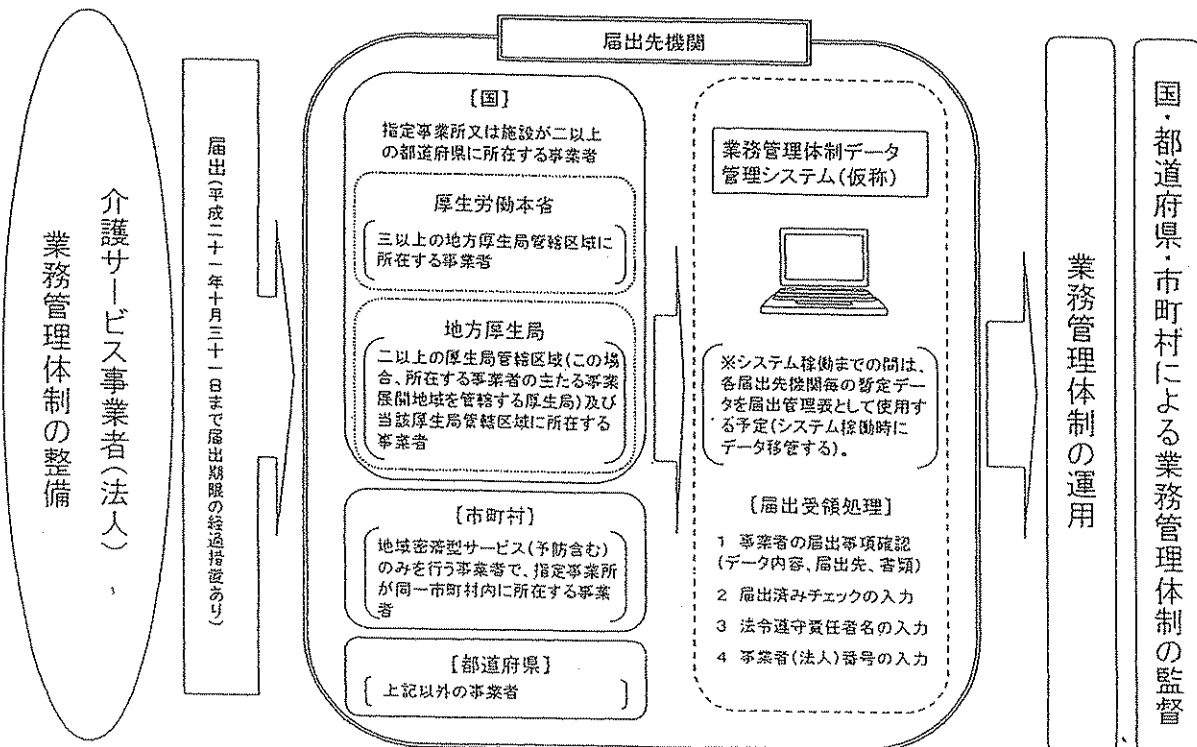 介護サービス事業者(法人)
業務管理体制の整備
届出(平成二十一年十月三十一日まで届出期限の経過措置あり)
届出先機関
[国]
指定事業所又は施設が二以上
の都道府県に所在する事業者
厚生労働本省
三以上の地方厚生局管轄区域に
所在する事業者
地方厚生局
二以上の厚生局管轄区域(この場
合、所在する事業者の主たる事業
展開地域を管轄する厚生局)及び
当該厚生局管轄区域に所在する
事業者
[市町村]
地域密着型サービス(予防含む)
のみを行う事業者で、指定事業所
が同一市町村内に所在する事業
者
[都道府県]
上記以外の事業者
業務管理体制データ
管理システム(仮称)
※システム稼働までの間は、
各届出先機関毎の暫定デー
タを届出管理表として使用す
る予定(システム稼働時に
データ移管する)。
[届出受領処理]
1 事業者の届出事項確認
(データ内容、届出先、書類)
2 届出済みチェックの入力
3 法令遵守責任者名の入力
4 事業者(法人)番号の入力
業務管理体制の運用
国・都道府県・市町村による業務管理体制の監督